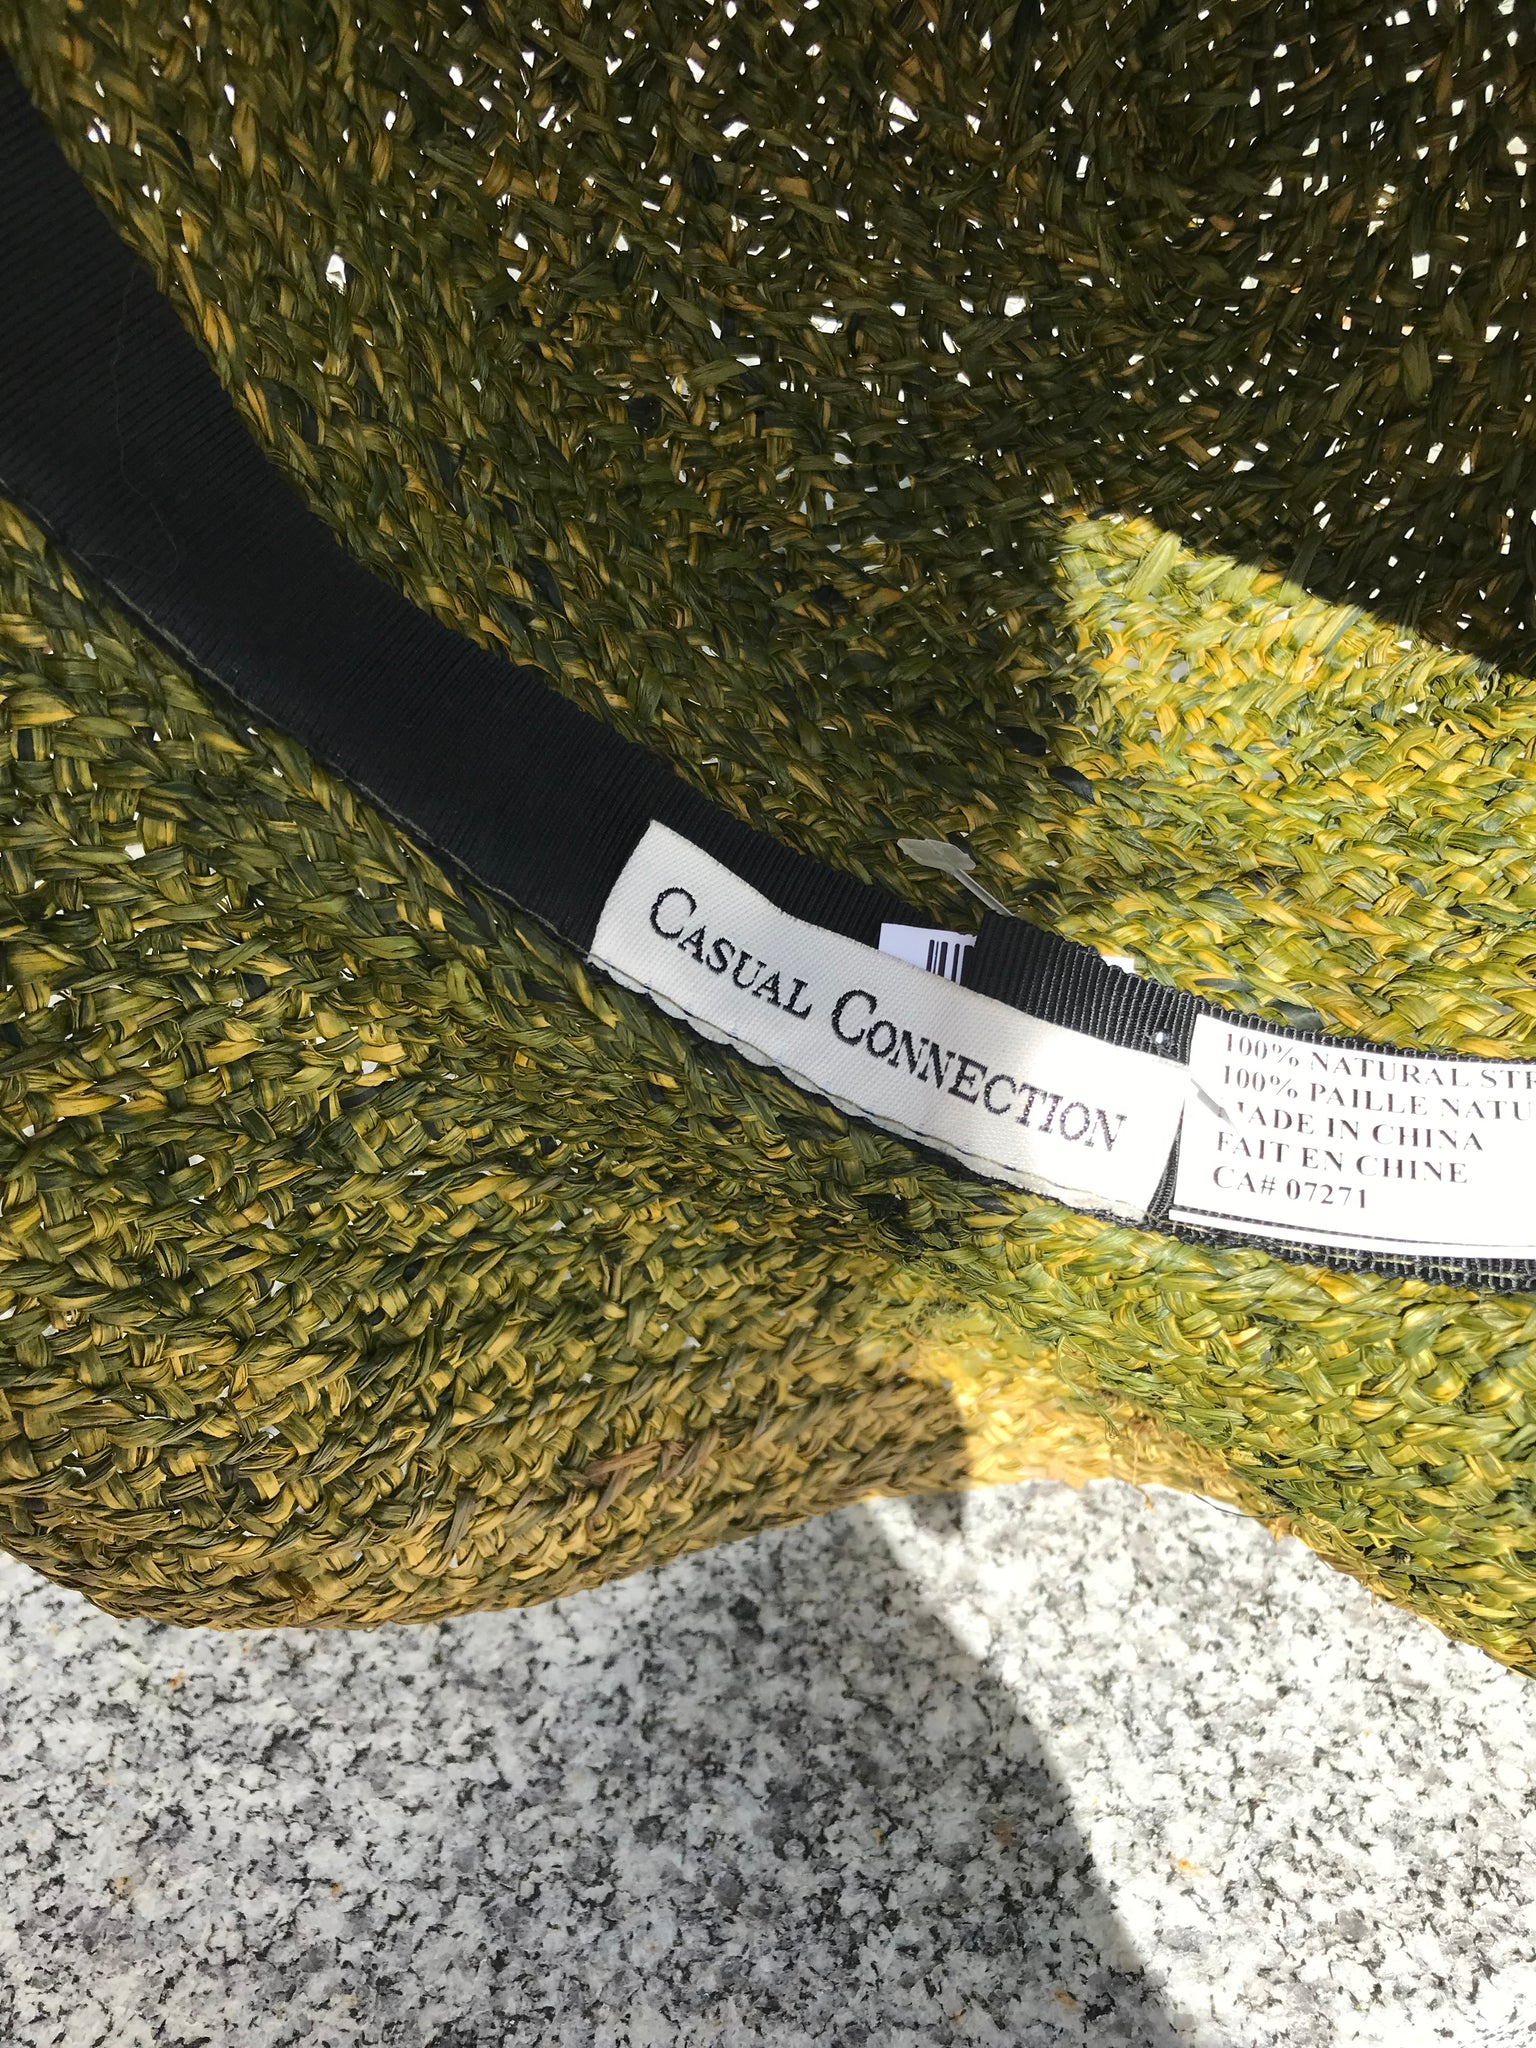 CASUAL CONNECTION
100% NATURAL
100% PAILLE
MADE IN CHINA
FAIT EN CHINE
CA# 07271